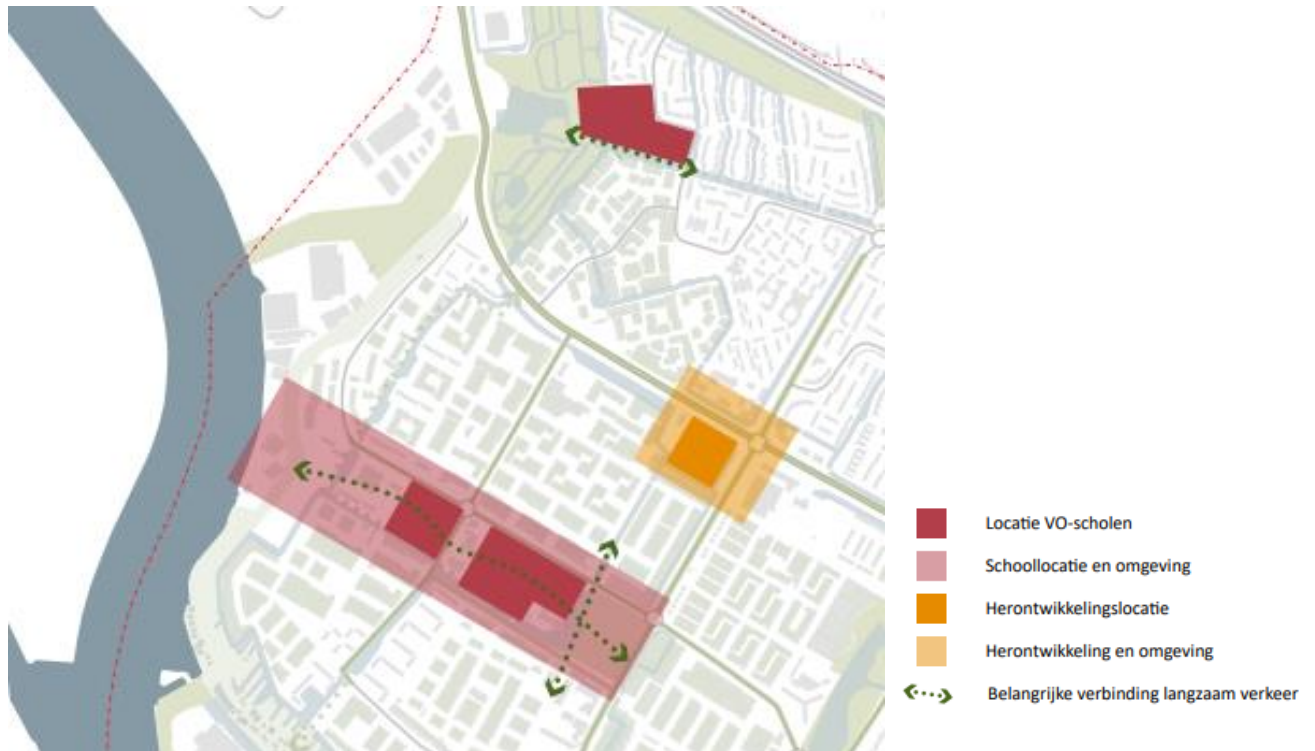 Locatie VO-scholen
Schoollocatie en omgeving
Herontwikkelingslocatie
Herontwikkeling en omgeving
Belangrijke verbinding langzaam verkeer